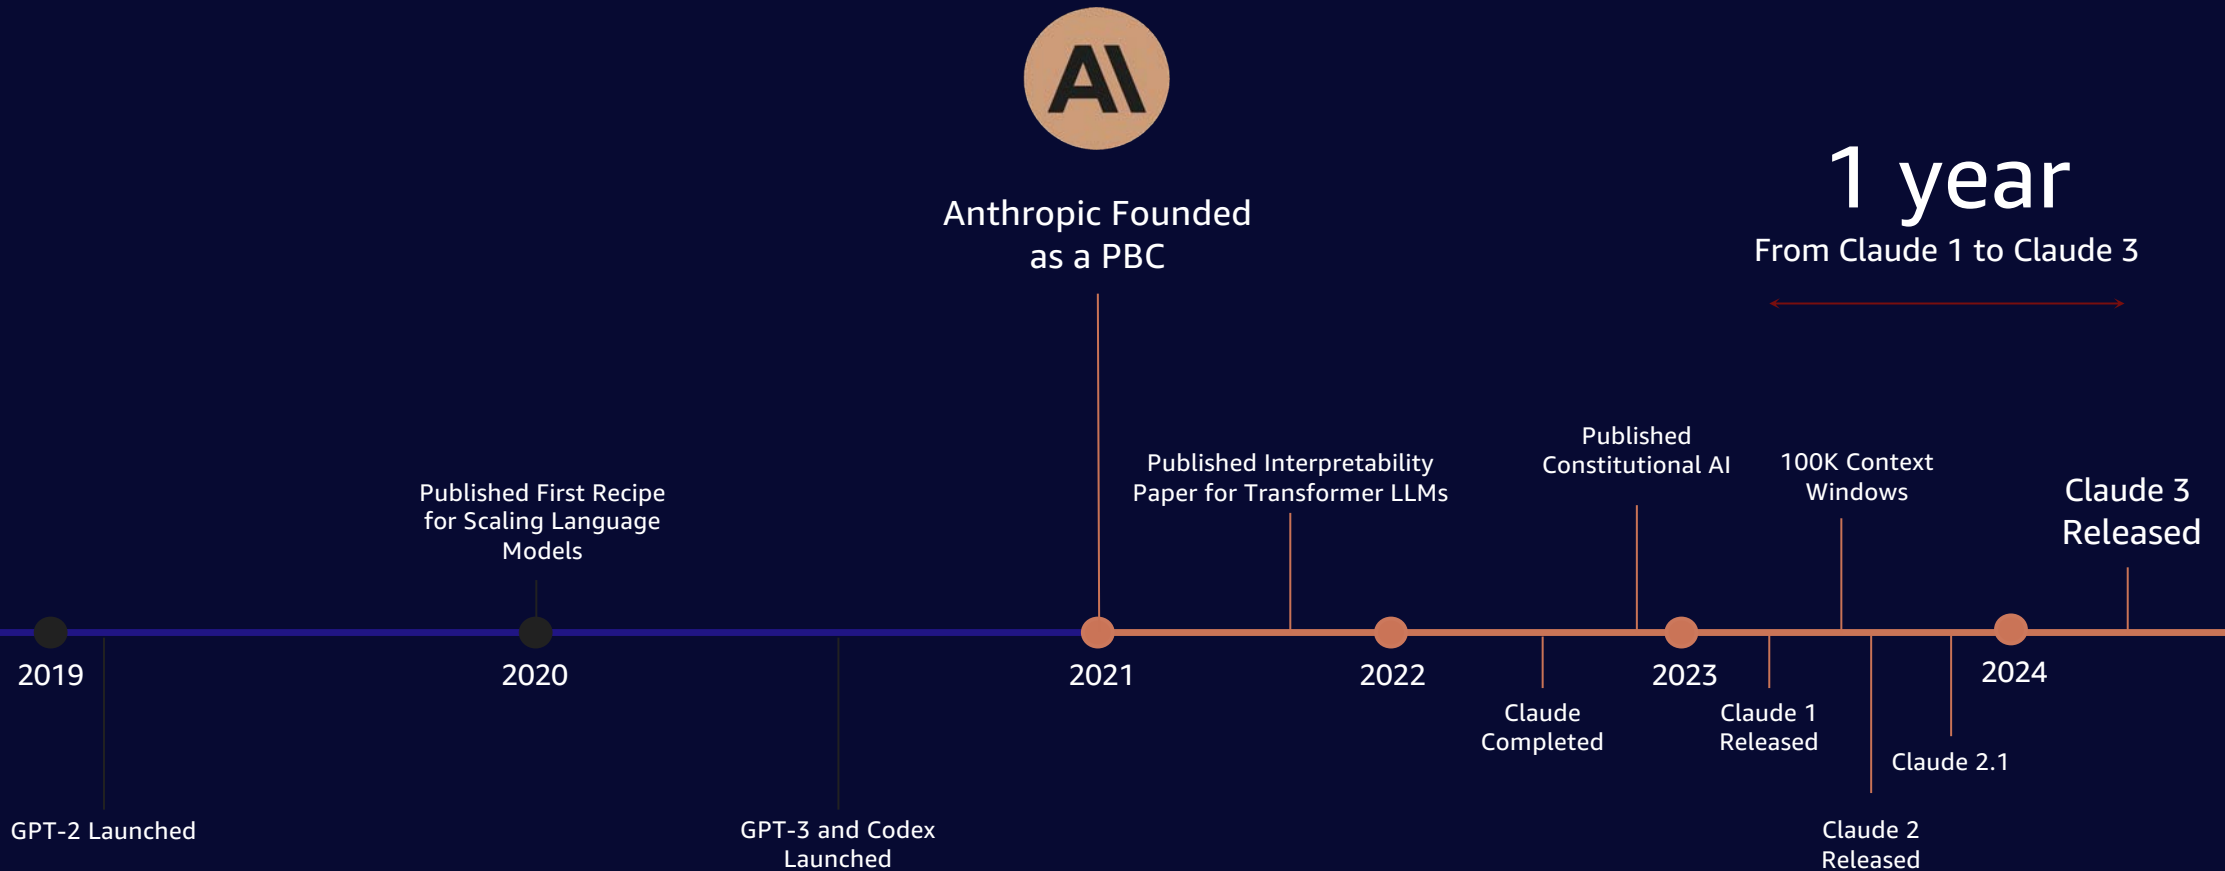 AI
Anthropic Founded
as a PBC
1 year
From Claude 1 to Claude 3
Published First Recipe
for Scaling Language
Models
Published Interpretability
Paper for Transformer LLMs
Published
Constitutional AI
100K Context
Windows
Claude 3
Released
2019
2020
2021
2022
2023
2024
GPT-2 Launched
GPT-3 and Codex
Launched
Claude
Completed
Claude 1
Released
Claude 2
Released
Claude 2.1